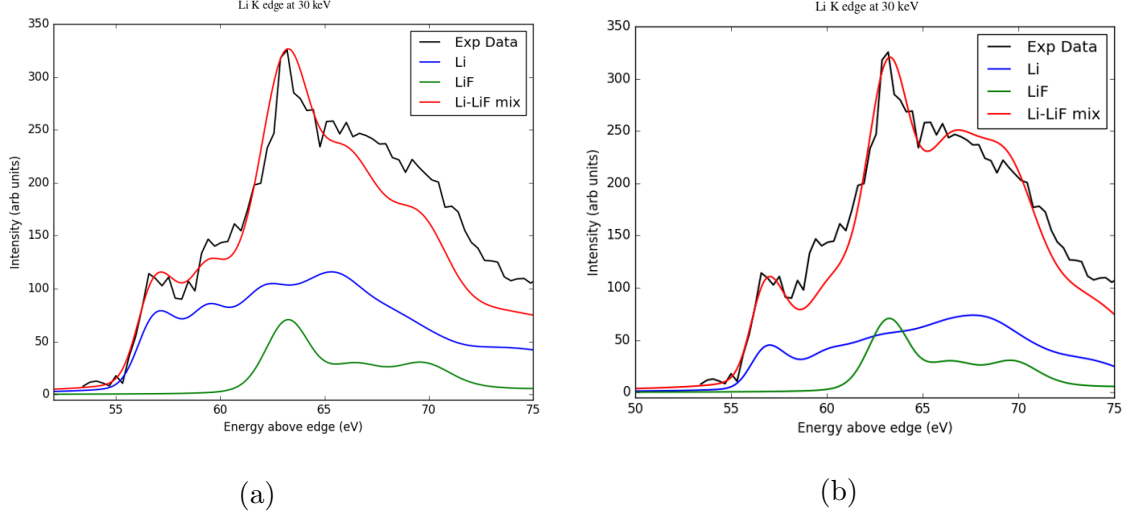 Li K edge at 30 keV
350
300
250
200
150
100
50
0
Intensity (arb units)
Exp Data
Li
LiF
Li-LiF mix
55
60
65
70
75
Energy above edge (eV)
(a)
Li K edge at 30 keV
350
300
250
200
150
100
50
0
Intensity (arb units)
Exp Data
Li
LiF
Li-LiF mix
50
55
60
65
70
75
Energy above edge (eV)
(b)